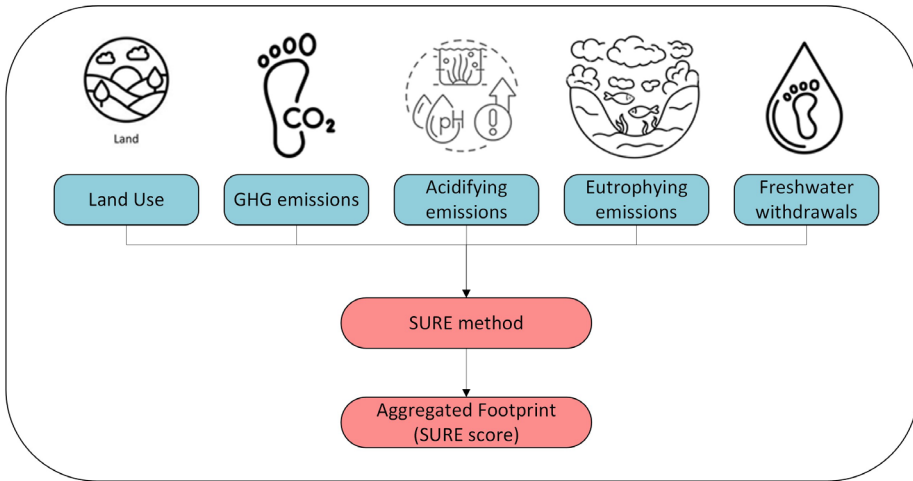 Land
CO2
pH
!
Land Use
GHG emissions
Acidifying
emissions
Eutrophying
emissions
Freshwater
withdrawals
SURE method
Aggregated Footprint
(SURE score)